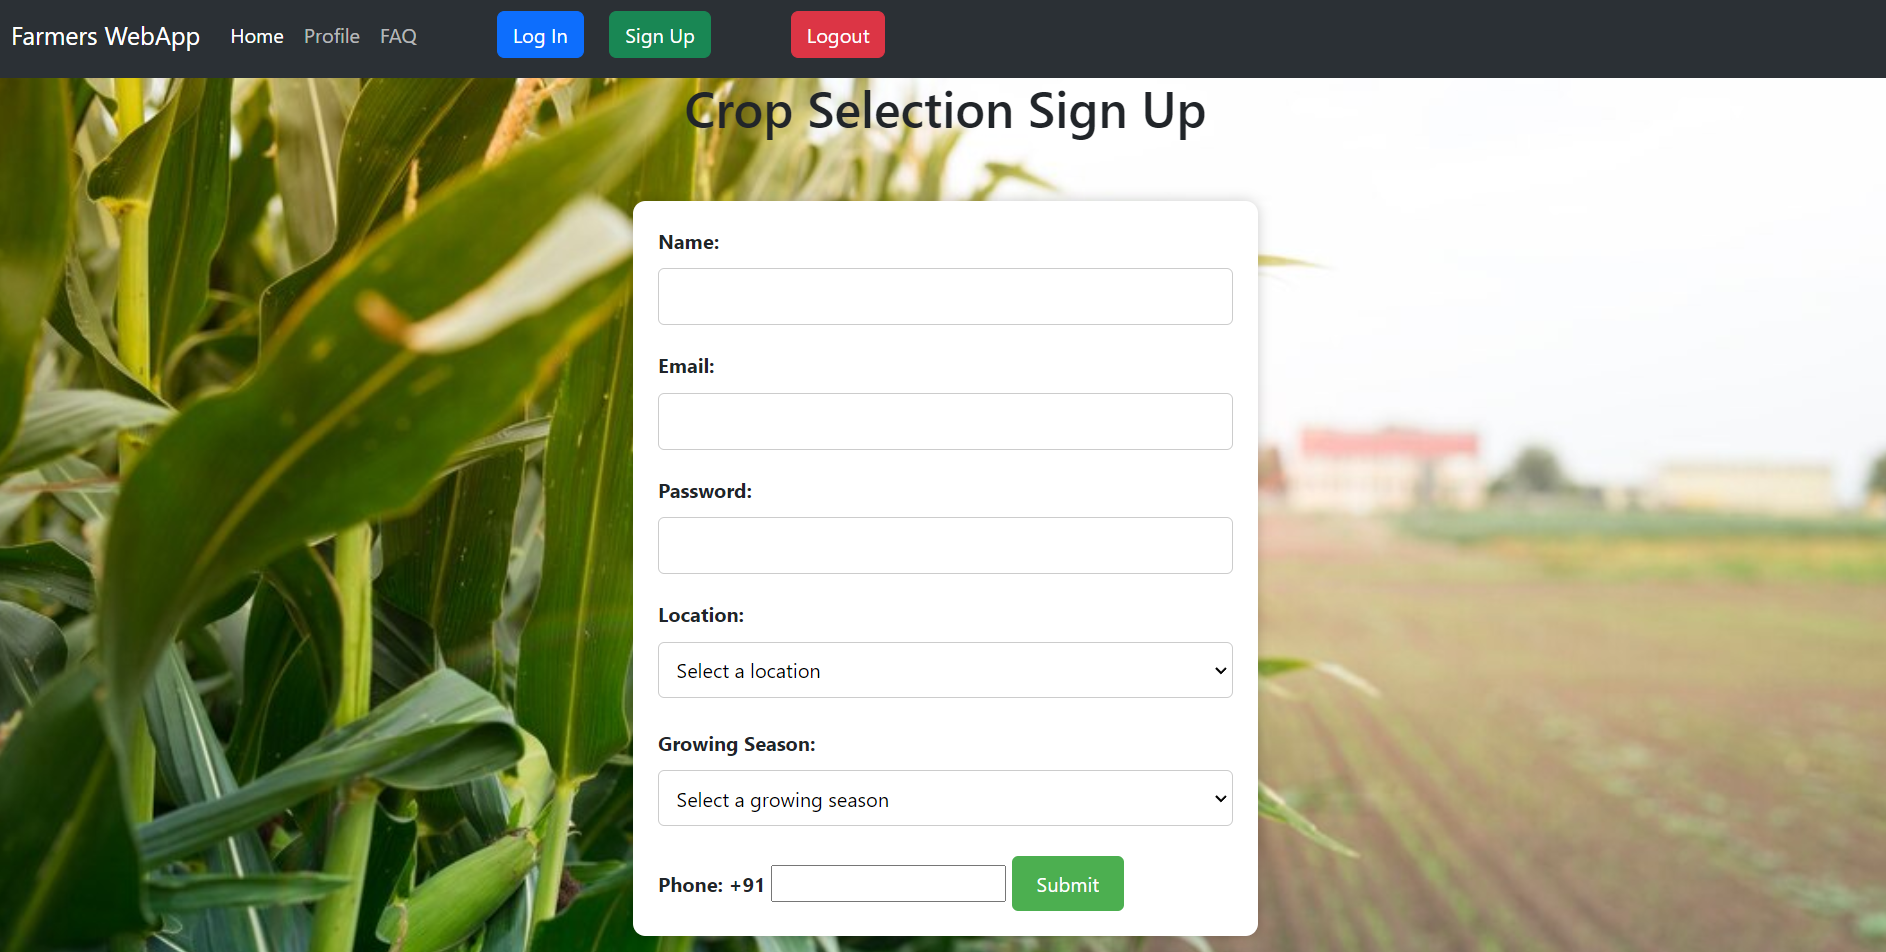 Farmers WebApp Home Profile FAQ Log In Sign Up Logout
Crop Selection Sign Up
Name:
Email:
Password:
Location:
Select a location
Growing Season:
Select a growing season
Phone: +91 Submit